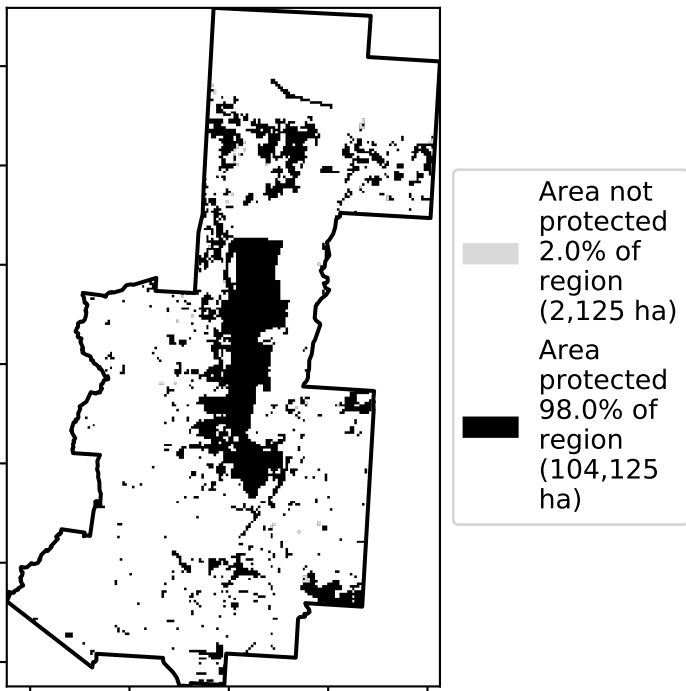 Area not
protected
2.0% of
region
(2,125 ha)
Area
protected
98.0% of
region
(104,125
ha)